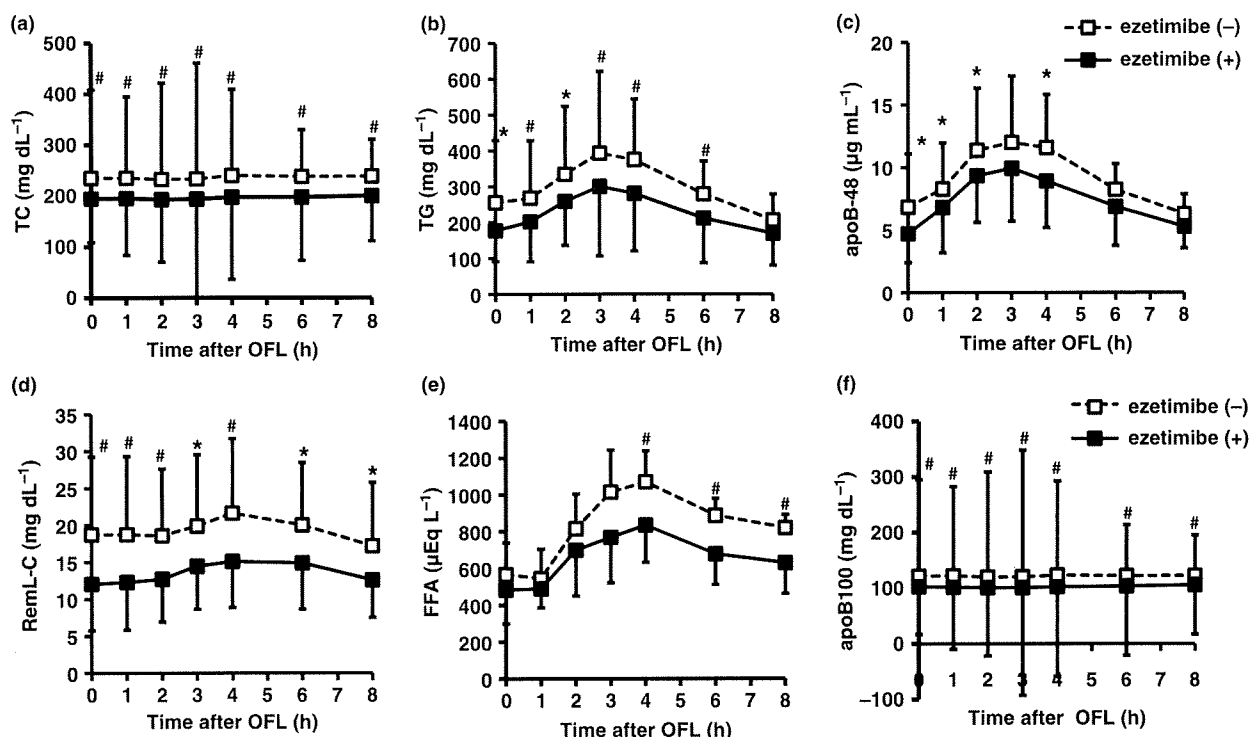 (a)
TC (mg dL−1)
500
400
300
200
100
0
# # # # # # #
0 1 2 3 4 5 6 7 8
Time after OFL (h)
(b)
TG (mg dL−1)
700
600
500
400
300
200
100
0
* # * # # #
0 1 2 3 4 5 6 7 8
Time after OFL (h)
(c)
apoB-48 (µg mL−1)
20
15
10
5
0
* * * *
0 1 2 3 4 5 6 7 8
Time after OFL (h)
ezetimibe (−)
ezetimibe (+)
(d)
RemL-C (mg dL−1)
35
30
25
20
15
10
5
0
# # # * # * *
0 1 2 3 4 5 6 7 8
Time after OFL (h)
(e)
FFA (µEq L−1)
1400
1200
1000
800
600
400
200
0
# # #
0 1 2 3 4 5 6 7 8
Time after OFL (h)
(f)
apoB100 (mg dL−1)
400
300
200
100
0
−100
# # # # # # #
0 1 2 3 4 5 6 7 8
Time after OFL (h)
ezetimibe (−)
ezetimibe (+)